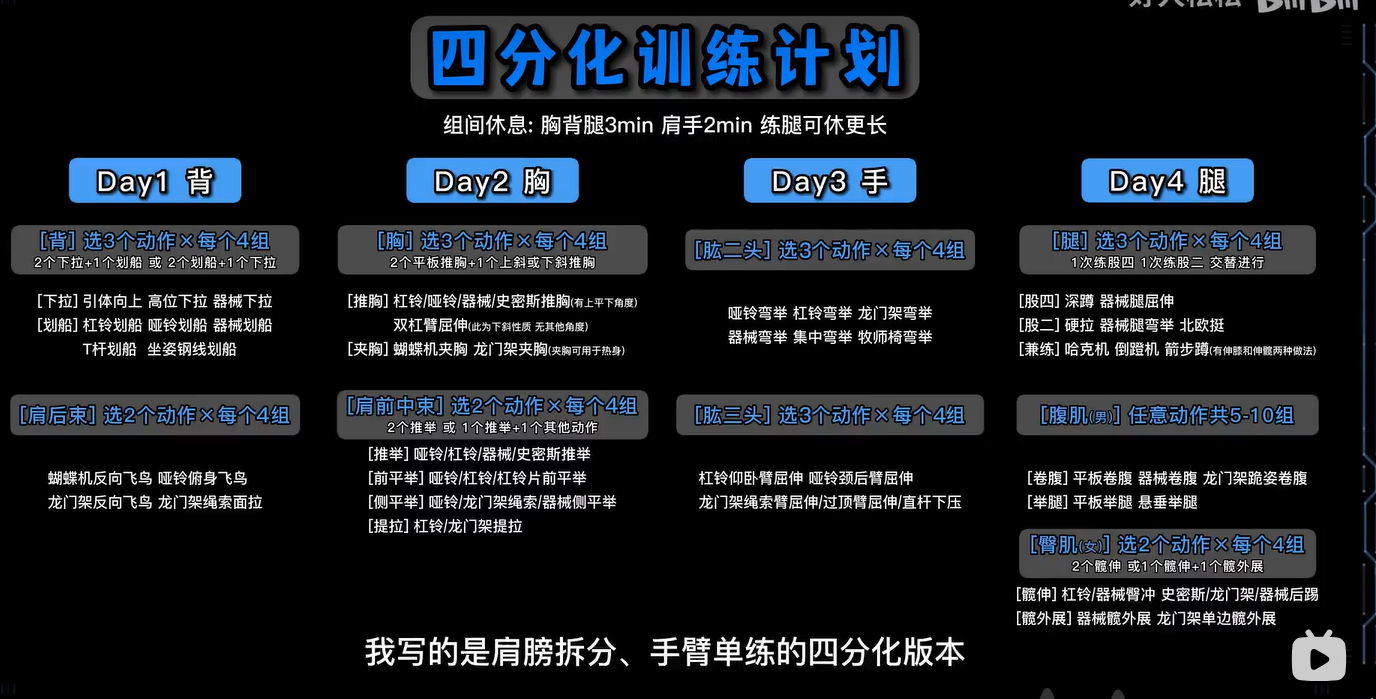 四分化训练计划
组间休息: 胸背腿3min 肩手2min 练腿可休更长
Day1 背
[背] 选3个动作×每个4组
2个下拉+1个划船 或 2个划船+1个下拉
[下拉] 引体向上 高位下拉 器械下拉
[划船] 杠铃划船 哑铃划船 器械划船
T杆划船 坐姿钢线划船
[肩后束] 选2个动作×每个4组
蝴蝶机反向飞鸟 哑铃俯身飞鸟
龙门架反向飞鸟 龙门架绳索面拉
Day2 胸
[胸] 选3个动作×每个4组
2个平板推胸+1个上斜或下斜推胸
[推胸] 杠铃/哑铃/器械/史密斯推胸(有上平下角度)
双杠臂屈伸(此为下斜性质 无其他角度)
[夹胸] 蝴蝶机夹胸 龙门架夹胸(夹胸可用于热身)
[肩前中束] 选2个动作×每个4组
2个推举 或 1个推举+1个其他动作
[推举] 哑铃/杠铃/器械/史密斯推举
[前平举] 哑铃/杠铃/杠铃片前平举
[侧平举] 哑铃/龙门架绳索/器械侧平举
[提拉] 杠铃/龙门架提拉
Day3 手
[肱二头] 选3个动作×每个4组
哑铃弯举 杠铃弯举 龙门架弯举
器械弯举 集中弯举 牧师椅弯举
[肱三头] 选3个动作×每个4组
杠铃仰卧臂屈伸 哑铃颈后臂屈伸
龙门架绳索臂屈伸/过顶臂屈伸/直杆下压
Day4 腿
[腿] 选3个动作×每个4组
1次练股四 1次练股二 交替进行
[股四] 深蹲 器械腿屈伸
[股二] 硬拉 器械腿弯举 北欧挺
[兼练] 哈克机 倒蹬机 箭步蹲(有伸膝和伸髋两种做法)
[腹肌(男)] 任意动作共5-10组
[卷腹] 平板卷腹 器械卷腹 龙门架跪姿卷腹
[举腿] 平板举腿 悬垂举腿
[臀肌(女)] 选2个动作×每个4组
2个髋伸 或1个髋伸+1个髋外展
[髋伸] 杠铃/器械臀冲 史密斯/龙门架/器械后踢
[髋外展] 器械髋外展 龙门架单边髋外展
我写的是肩膀拆分、手臂单练的四分化版本